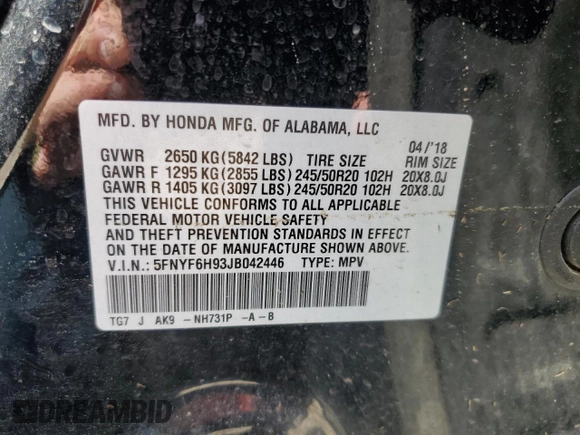 MFD. BY HONDA MFG. OF ALABAMA, LLC
04/'18
GVWR 2650 KG (5842 LBS) TIRE SIZE RIM SIZE
GAWR F 1295 KG (2855 LBS) 245/50R20 102H 20X8.0J
GAWR R 1405 KG (3097 LBS) 245/50R20 102H 20X8.0J
THIS VEHICLE CONFORMS TO ALL APPLICABLE
FEDERAL MOTOR VEHICLE SAFETY
AND THEFT PREVENTION STANDARDS IN EFFECT
ON THE DATE OF MANUFACTURE SHOWN ABOVE.
V.I.N.: 5FNYF6H93JB042446 TYPE: MPV
TG7 J AK9 -NH731P -A-B
DREAMBID